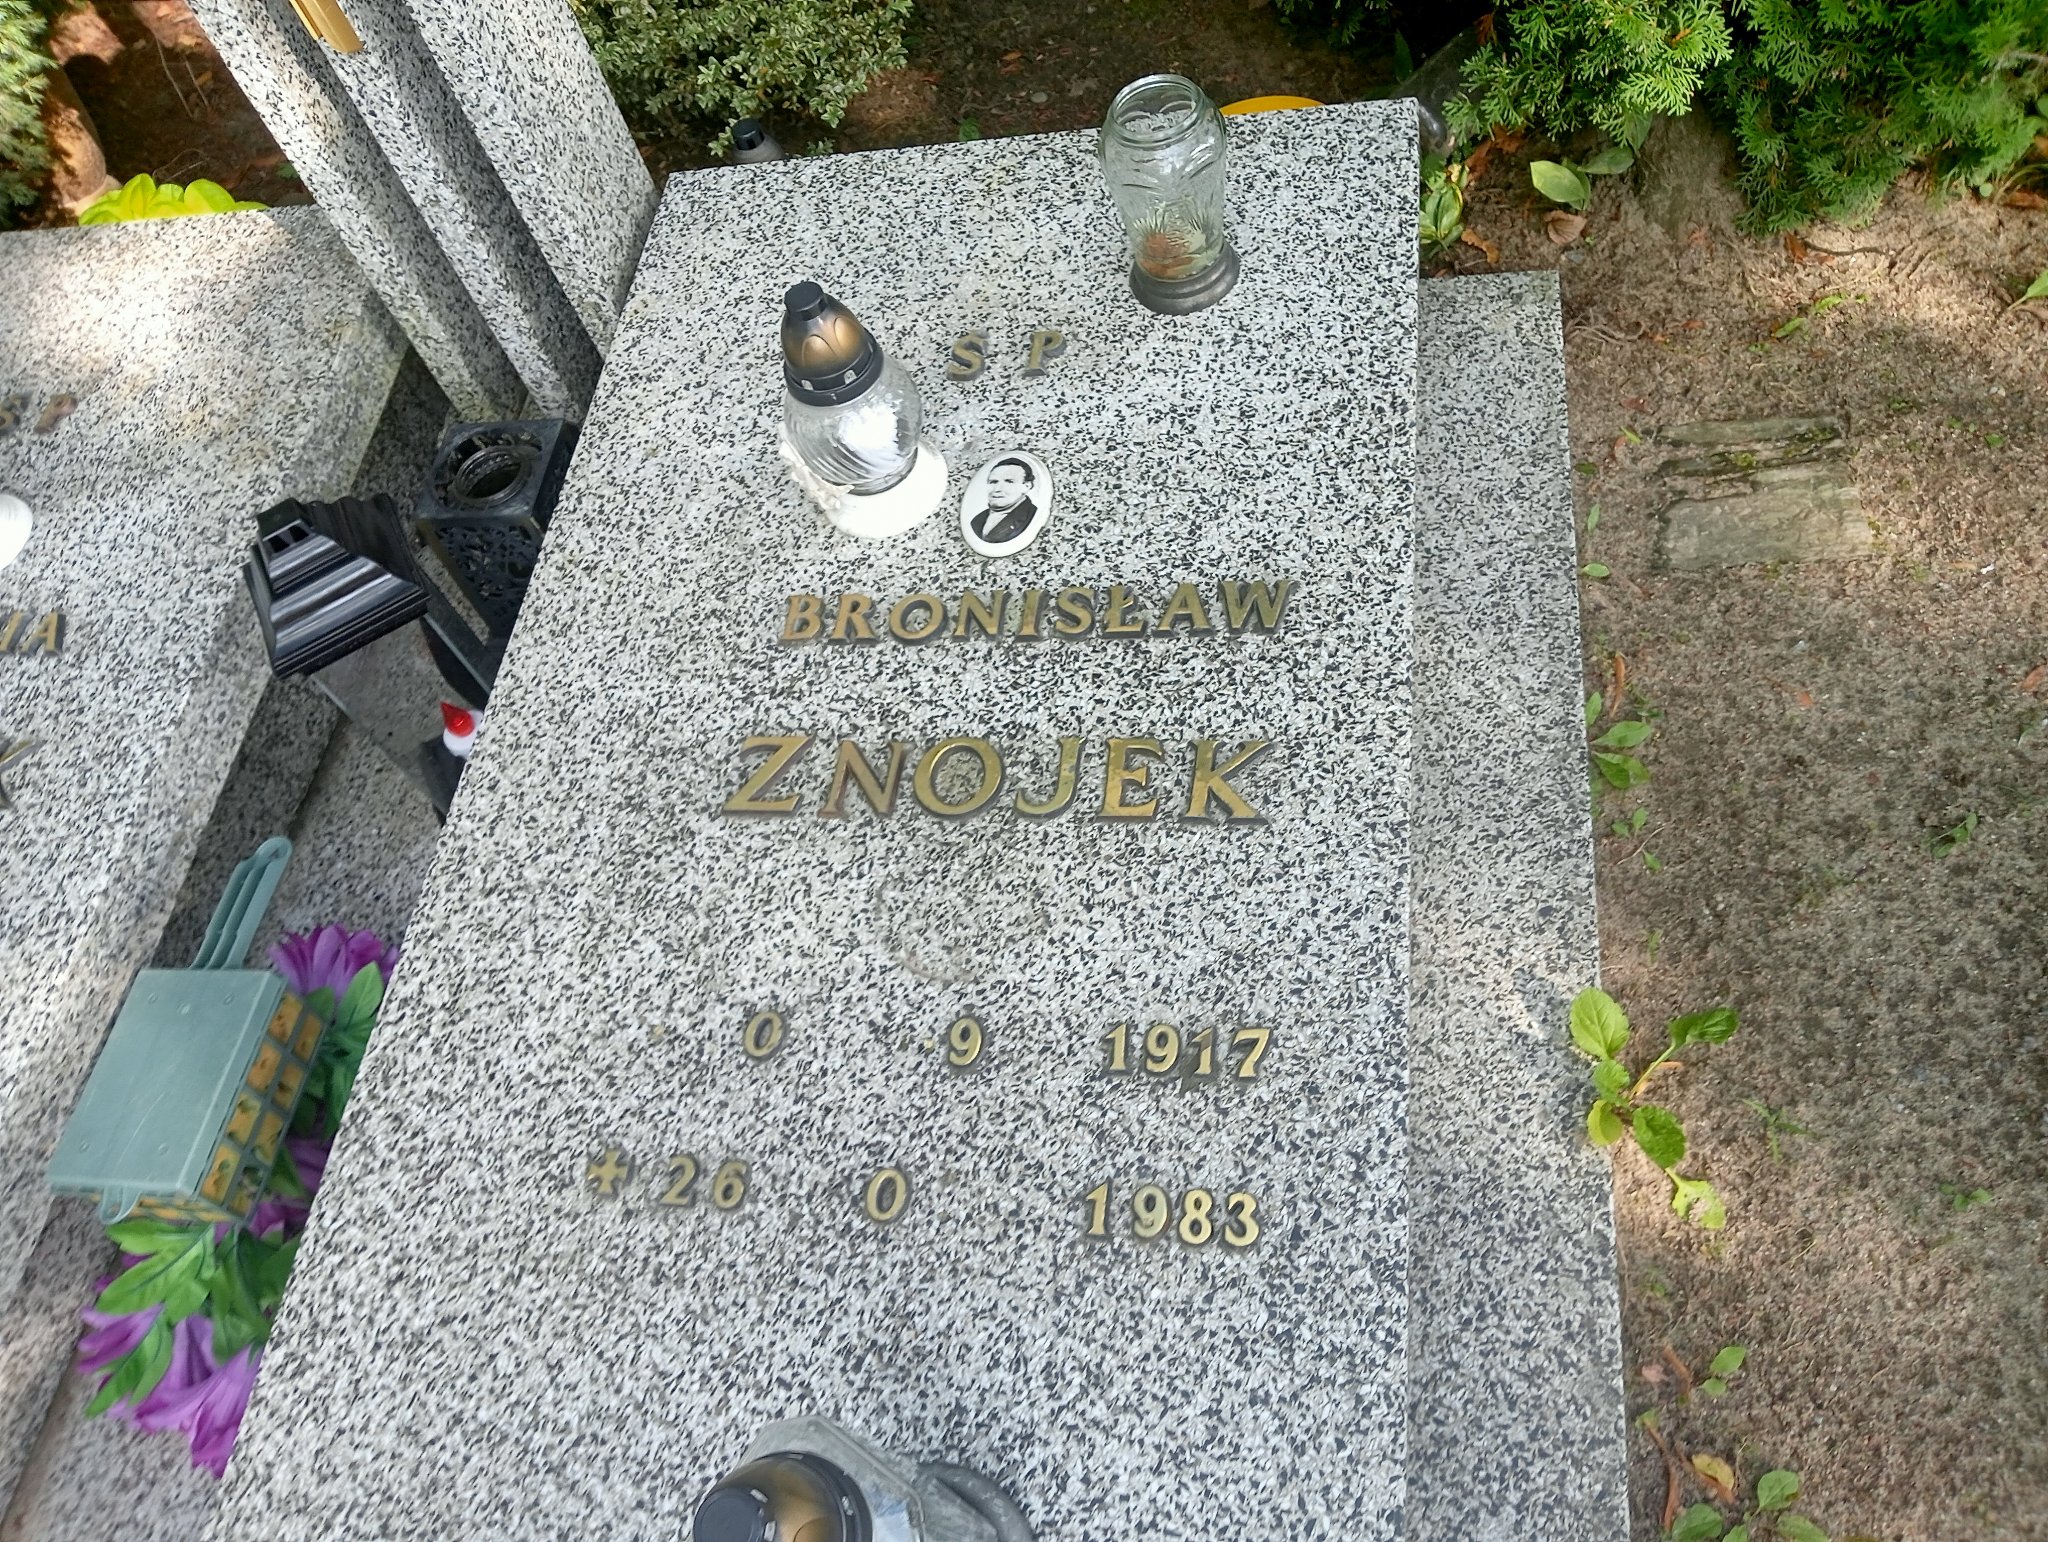 S P
BRONISŁAW
ZNOJEK
0 9 1917
✠ 26 0 1983
SP